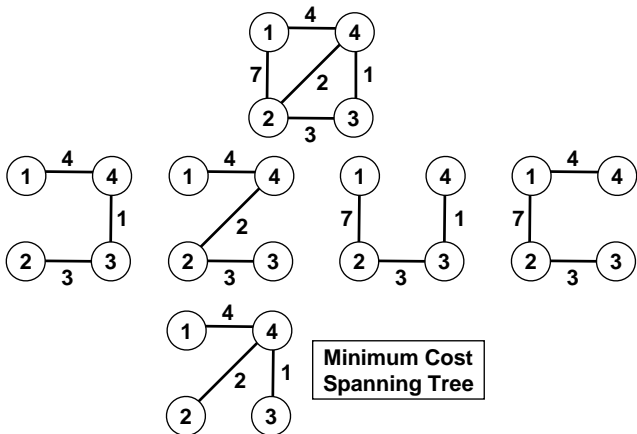 4
1 4
7 2 1
2 3
3
4 4 4
1 4 1 4 1 4 1 4
1 2 7 1 7
2 3 2 3 2 3 2 3
3 3 3 3
4
1 4
2 1
2 3
Minimum Cost
Spanning Tree